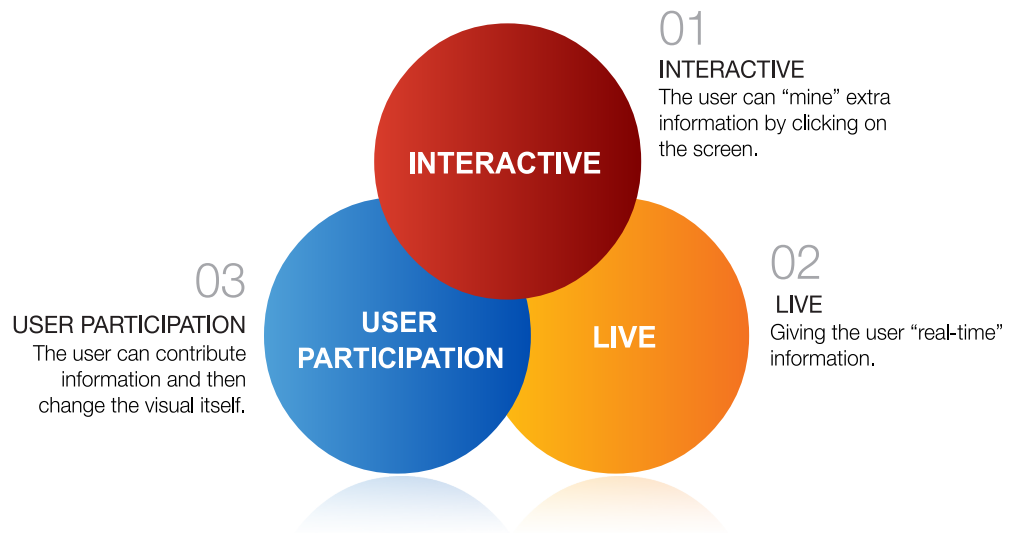 01
INTERACTIVE
The user can “mine” extra
information by clicking on
the screen.
INTERACTIVE
02
LIVE
Giving the user “real-time”
information.
03
USER PARTICIPATION
The user can contribute
information and then
change the visual itself.
USER
PARTICIPATION
LIVE